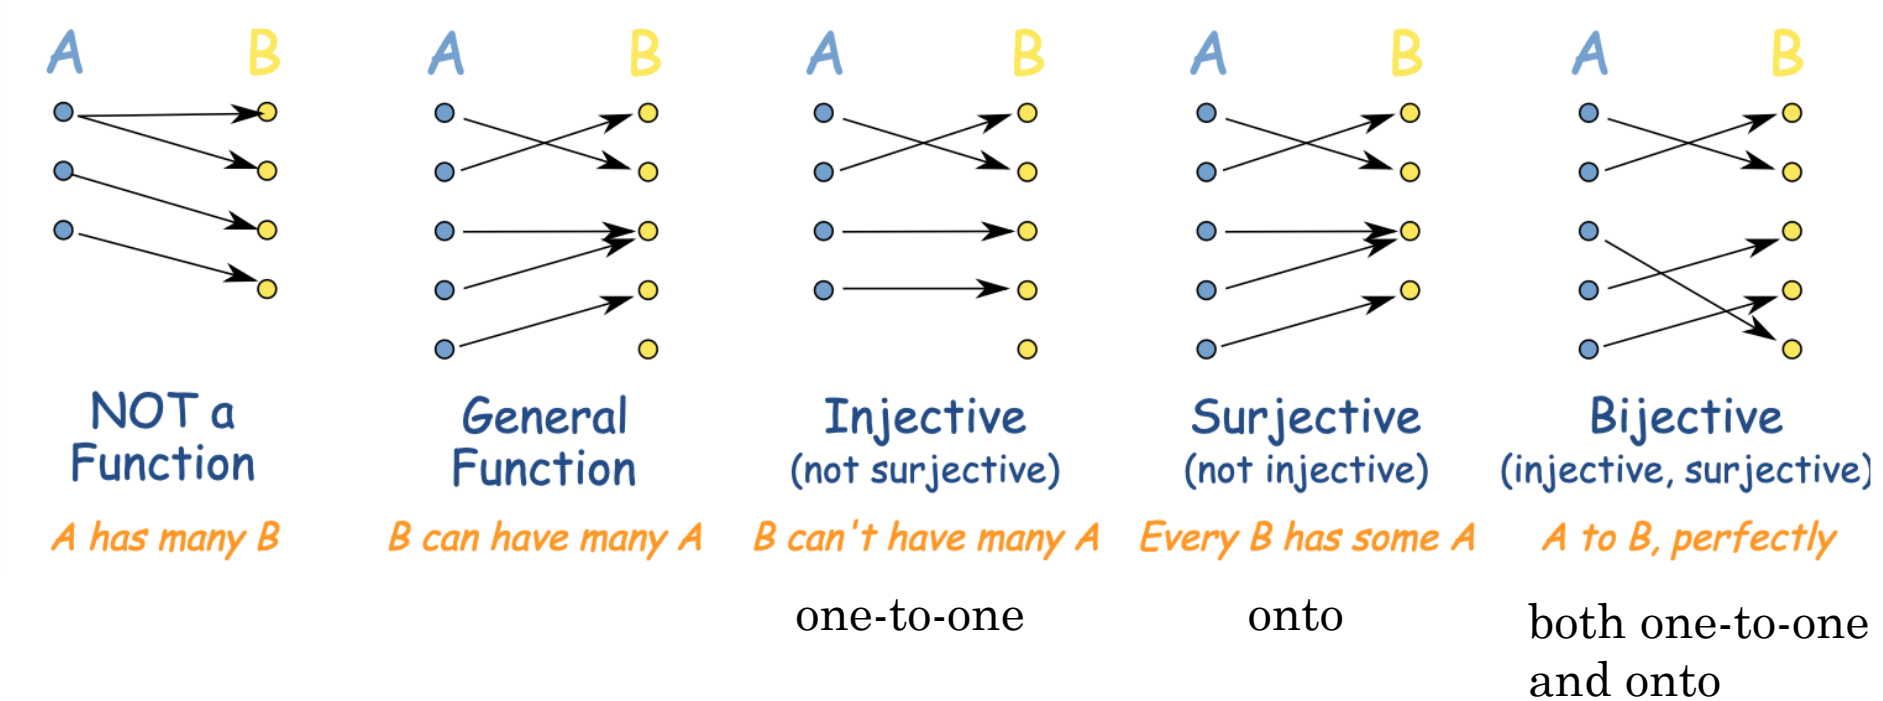 A B
A B
A B
A B
A B
NOT a
Function
General
Function
Injective
(not surjective)
Surjective
(not injective)
Bijective
(injective, surjective)
A has many B
B can have many A
B can't have many A
Every B has some A
A to B, perfectly
one-to-one
onto
both one-to-one
and onto